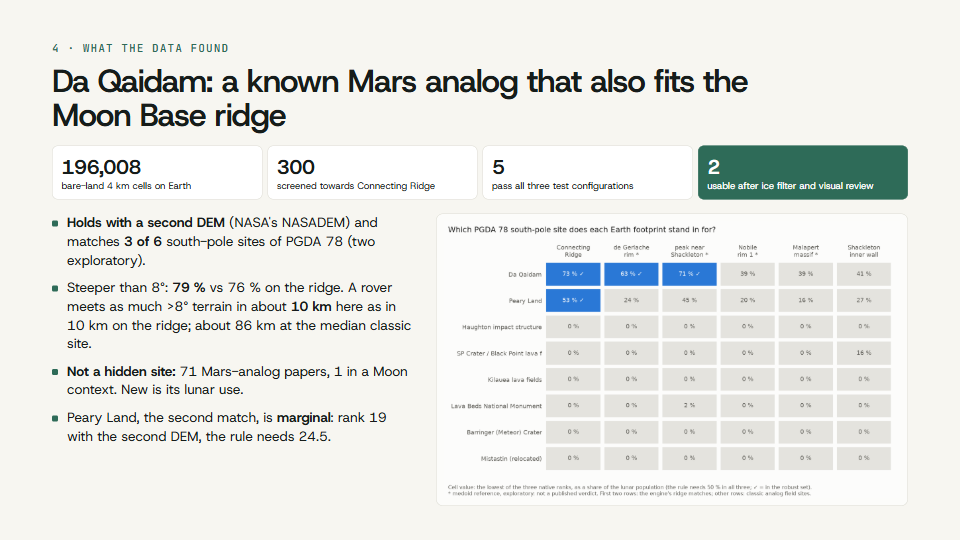 4 · WHAT THE DATA FOUND
Da Qaidam: a known Mars analog that also fits the
Moon Base ridge
196,008
bare-land 4 km cells on Earth
300
screened towards Connecting Ridge
5
pass all three test configurations
2
usable after ice filter and visual review
Holds with a second DEM (NASA's NASADEM) and
matches 3 of 6 south-pole sites of PGDA 78 (two
exploratory).
Steeper than 8°: 79 % vs 76 % on the ridge. A rover
meets as much >8° terrain in about 10 km here as in
10 km on the ridge; about 86 km at the median classic
site.
Not a hidden site: 71 Mars-analog papers, 1 in a Moon
context. New is its lunar use.
Peary Land, the second match, is marginal: rank 19
with the second DEM, the rule needs 24.5.
Which PGDA 78 south-pole site does each Earth footprint stand in for?
Connecting Ridge
de Gerlache rim *
peak near Shackleton *
Nobile rim 1 *
Malapert massif *
Shackleton inner wall
Da Qaidam 73 % ✓ 63 % ✓ 71 % ✓ 39 % 39 % 41 %
Peary Land 53 % ✓ 24 % 45 % 20 % 16 % 27 %
Haughton impact structure 0 % 0 % 0 % 0 % 0 % 0 %
SP Crater / Black Point lava f 0 % 0 % 0 % 0 % 0 % 16 %
Kilauea lava fields 0 % 0 % 0 % 0 % 0 % 0 %
Lava Beds National Monument 0 % 0 % 2 % 0 % 0 % 0 %
Barringer (Meteor) Crater 0 % 0 % 0 % 0 % 0 % 0 %
Mistastin (relocated) 0 % 0 % 0 % 0 % 0 % 0 %
Cell value: the lowest of the three native ranks, as a share of the lunar population (the rule needs 50 % in all three; ✓ = in the robust set).
* medoid reference, exploratory: not a published verdict. First two rows: the engine's ridge matches; other rows: classic analog field sites.